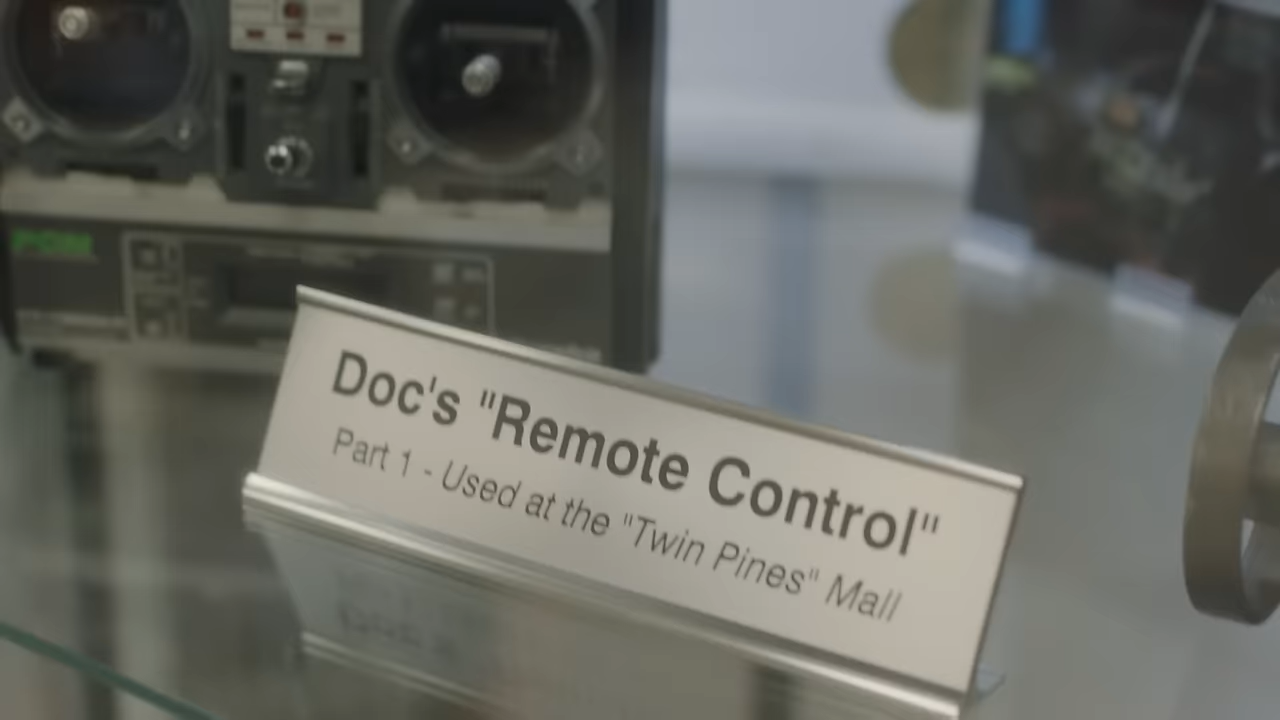 Doc's "Remote Control"
Part 1 - Used at the "Twin Pines" Mall